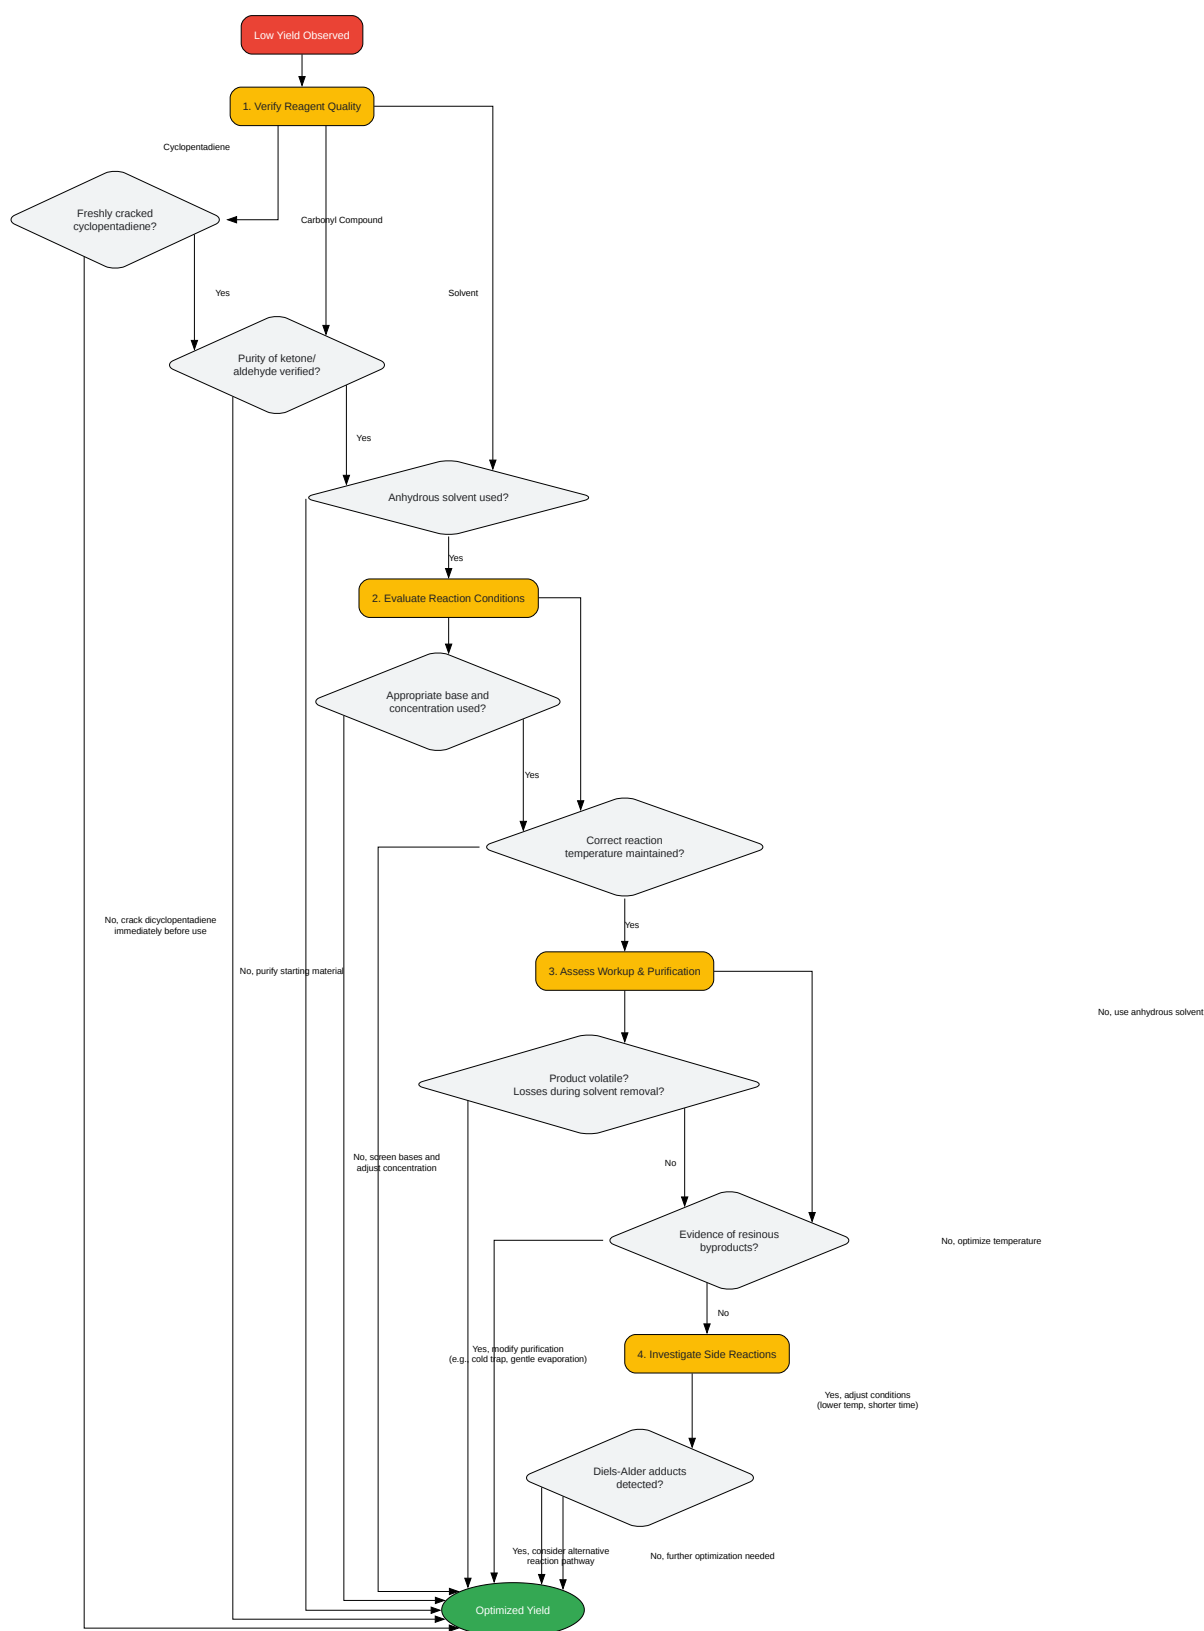 Low Yield Observed
1. Verify Reagent Quality
Cyclopentadiene
Freshly cracked
cyclopentadiene?
Carbonyl Compound
Yes
Solvent
Purity of ketone/
aldehyde verified?
Yes
Anhydrous solvent used?
Yes
2. Evaluate Reaction Conditions
Appropriate base and
concentration used?
Yes
Correct reaction
temperature maintained?
No, crack dicyclopentadiene
immediately before use
Yes
No, purify starting material
3. Assess Workup & Purification
No, use anhydrous solvent
Product volatile?
Losses during solvent removal?
No, screen bases and
adjust concentration
No
Evidence of resinous
byproducts?
No, optimize temperature
No
Yes, modify purification
(e.g., cold trap, gentle evaporation)
4. Investigate Side Reactions
Yes, adjust conditions
(lower temp, shorter time)
Diels-Alder adducts
detected?
Yes, consider alternative
reaction pathway
No, further optimization needed
Optimized Yield